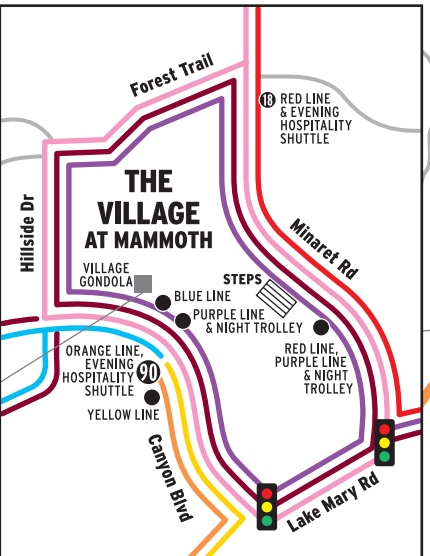 Forest Trail
18 RED LINE
& EVENING
HOSPITALITY
SHUTTLE
THE
VILLAGE
AT MAMMOTH
Hillside Dr
Minaret Rd
VILLAGE
GONDOLA
STEPS
BLUE LINE
PURPLE LINE
& NIGHT TROLLEY
RED LINE,
PURPLE LINE
& NIGHT
TROLLEY
ORANGE LINE,
EVENING
HOSPITALITY
SHUTTLE
90
YELLOW LINE
Canyon Blvd
Lake Mary Rd